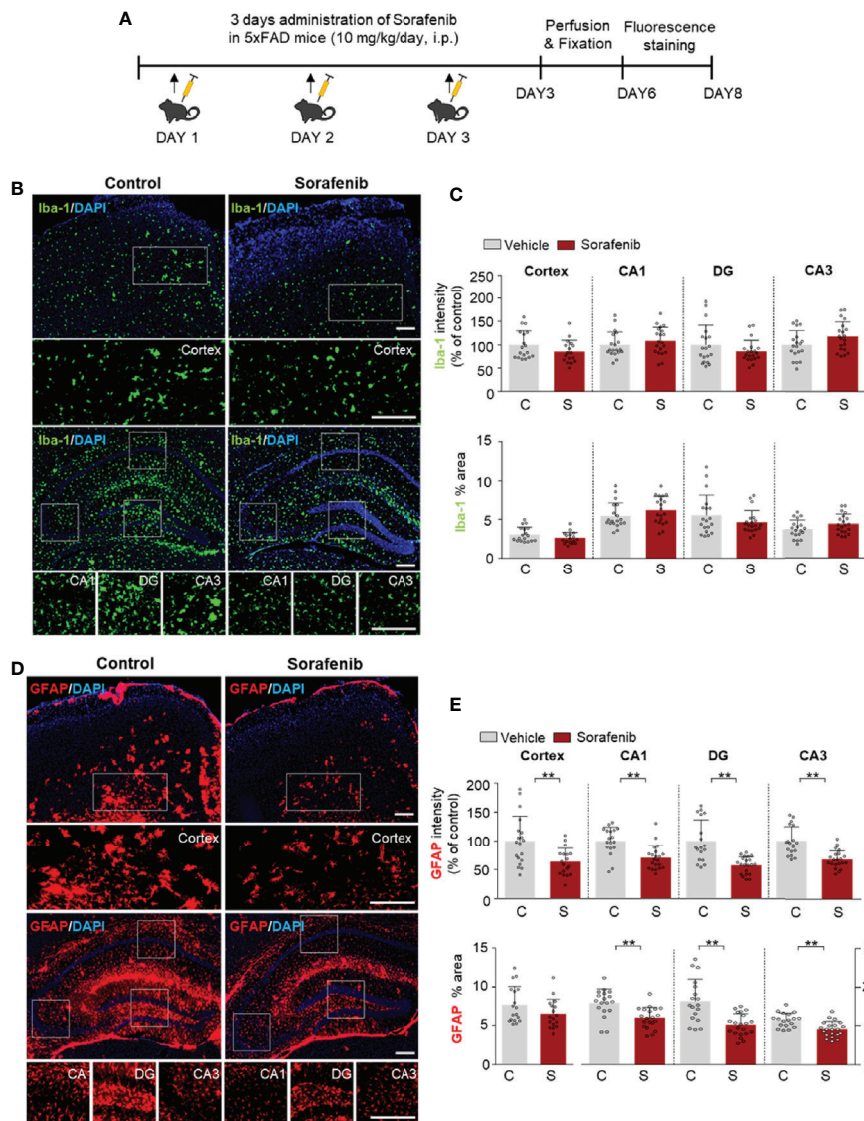 A
3 days administration of Sorafenib
in 5xFAD mice (10 mg/kg/day, i.p.)
Perfusion
& Fixation
Fluorescence
staining
DAY 1
DAY 2
DAY 3
DAY3
DAY6
DAY8
B
Control
Sorafenib
Iba-1/DAPI
Iba-1/DAPI
Cortex
Cortex
Iba-1/DAPI
Iba-1/DAPI
CA1
DG
CA3
CA1
DG
CA3
C
Vehicle
Sorafenib
Cortex
CA1
DG
CA3
Iba-1 intensity
(% of control)
250
200
150
100
50
0
C
S
C
S
C
S
C
S
Iba-1 % area
15
10
5
0
C
S
C
S
C
S
C
S
D
Control
Sorafenib
GFAP/DAPI
GFAP/DAPI
Cortex
Cortex
GFAP/DAPI
GFAP/DAPI
CA1
DG
CA3
CA1
DG
CA3
E
Vehicle
Sorafenib
Cortex
CA1
DG
CA3
GFAP intensity
(% of control)
200
150
100
50
0
**
**
**
**
C
S
C
S
C
S
C
S
GFAP % area
15
10
5
0
**
**
**
C
S
C
S
C
S
C
S